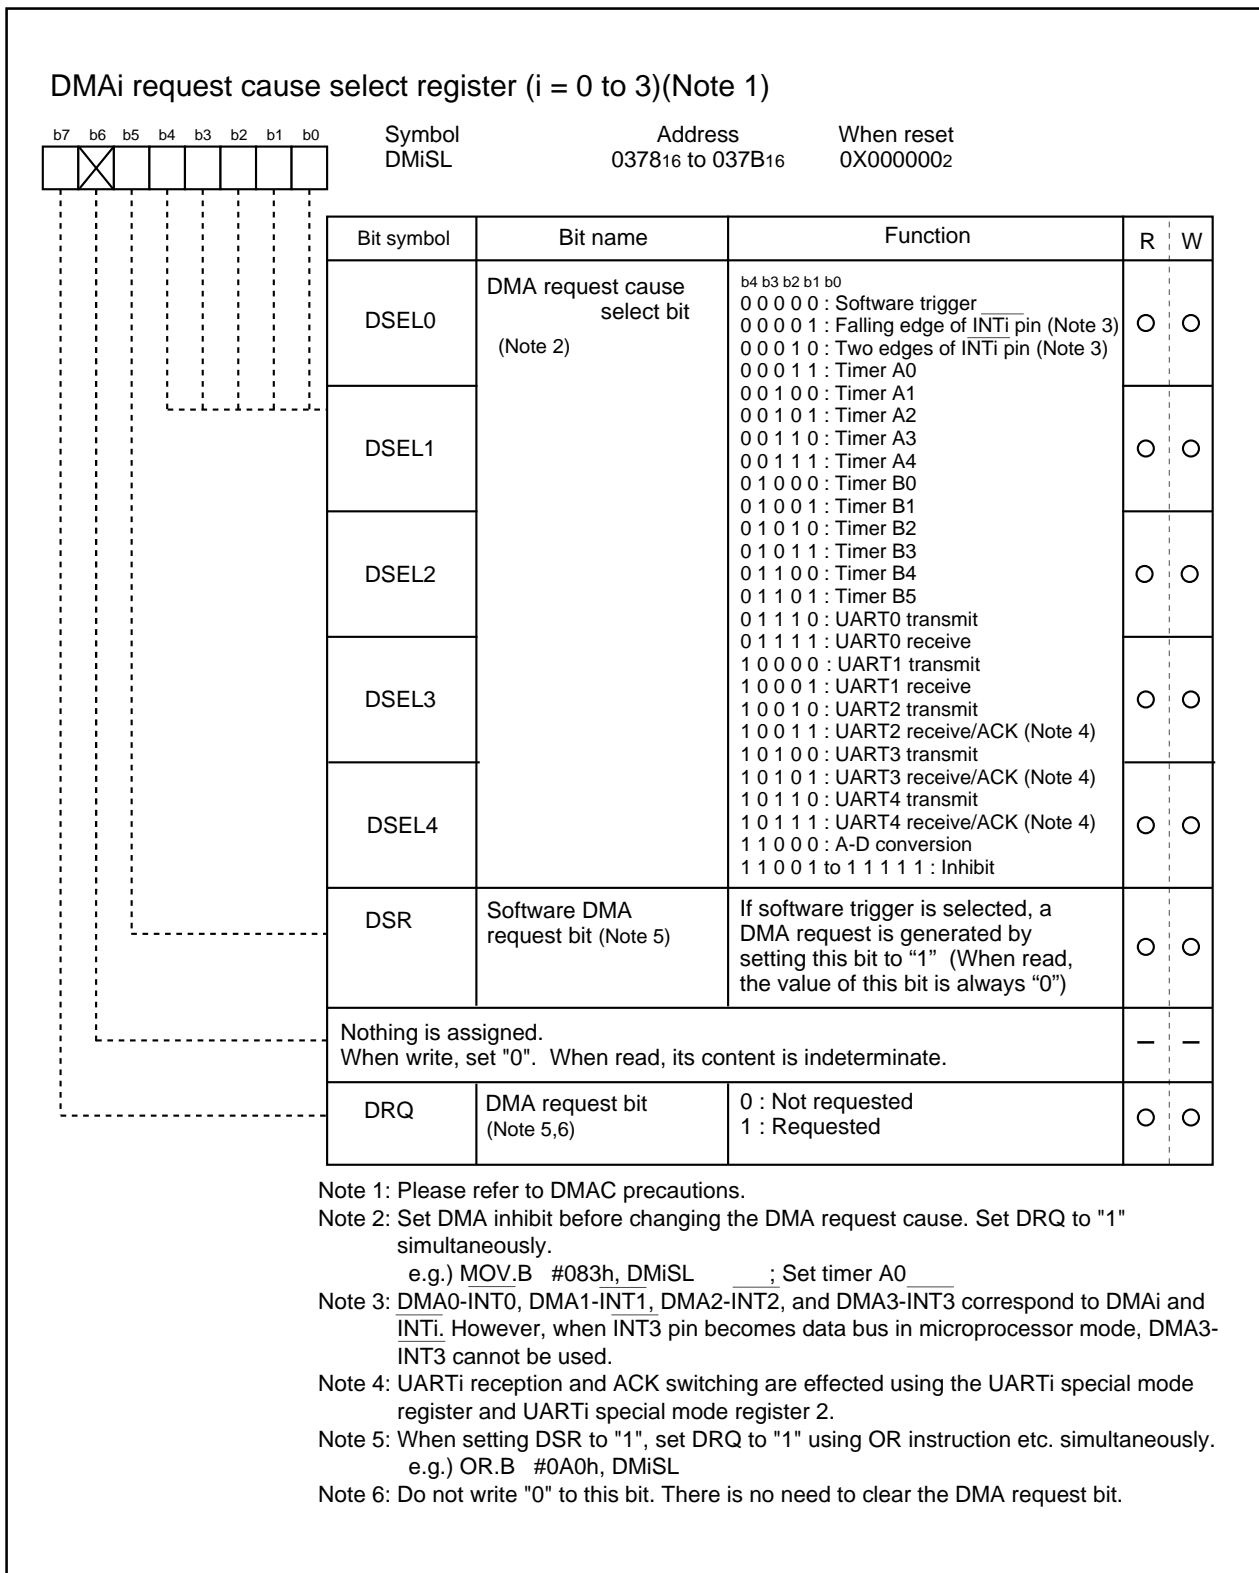 DMAi request cause select register (i = 0 to 3)(Note 1)
b7 b6 b5 b4 b3 b2 b1 b0
Symbol Address When reset
DMiSL 037816 to 037B16 0X0000002
Bit symbol Bit name Function R W
DSEL0
DMA request cause
select bit
(Note 2)
b4 b3 b2 b1 b0
0 0 0 0 0 : Software trigger
0 0 0 0 1 : Falling edge of INTi pin (Note 3)
0 0 0 1 0 : Two edges of INTi pin (Note 3)
0 0 0 1 1 : Timer A0
0 0 1 0 0 : Timer A1
0 0 1 0 1 : Timer A2
0 0 1 1 0 : Timer A3
0 0 1 1 1 : Timer A4
0 1 0 0 0 : Timer B0
0 1 0 0 1 : Timer B1
0 1 0 1 0 : Timer B2
0 1 0 1 1 : Timer B3
0 1 1 0 0 : Timer B4
0 1 1 0 1 : Timer B5
0 1 1 1 0 : UART0 transmit
0 1 1 1 1 : UART0 receive
1 0 0 0 0 : UART1 transmit
1 0 0 0 1 : UART1 receive
1 0 0 1 0 : UART2 transmit
1 0 0 1 1 : UART2 receive/ACK (Note 4)
1 0 1 0 0 : UART3 transmit
1 0 1 0 1 : UART3 receive/ACK (Note 4)
1 0 1 1 0 : UART4 transmit
1 0 1 1 1 : UART4 receive/ACK (Note 4)
1 1 0 0 0 : A-D conversion
1 1 0 0 1 to 1 1 1 1 1 : Inhibit
DSEL1
DSEL2
DSEL3
DSEL4
DSR
Software DMA
request bit (Note 5)
If software trigger is selected, a
DMA request is generated by
setting this bit to “1” (When read,
the value of this bit is always “0”)
Nothing is assigned.
When write, set "0". When read, its content is indeterminate.
– –
DRQ
DMA request bit
(Note 5,6)
0 : Not requested
1 : Requested
Note 1: Please refer to DMAC precautions.
Note 2: Set DMA inhibit before changing the DMA request cause. Set DRQ to "1"
simultaneously.
e.g.) MOV.B #083h, DMiSL ; Set timer A0
Note 3: DMA0-INT0, DMA1-INT1, DMA2-INT2, and DMA3-INT3 correspond to DMAi and
INTi. However, when INT3 pin becomes data bus in microprocessor mode, DMA3-
INT3 cannot be used.
Note 4: UARTi reception and ACK switching are effected using the UARTi special mode
register and UARTi special mode register 2.
Note 5: When setting DSR to "1", set DRQ to "1" using OR instruction etc. simultaneously.
e.g.) OR.B #0A0h, DMiSL
Note 6: Do not write "0" to this bit. There is no need to clear the DMA request bit.